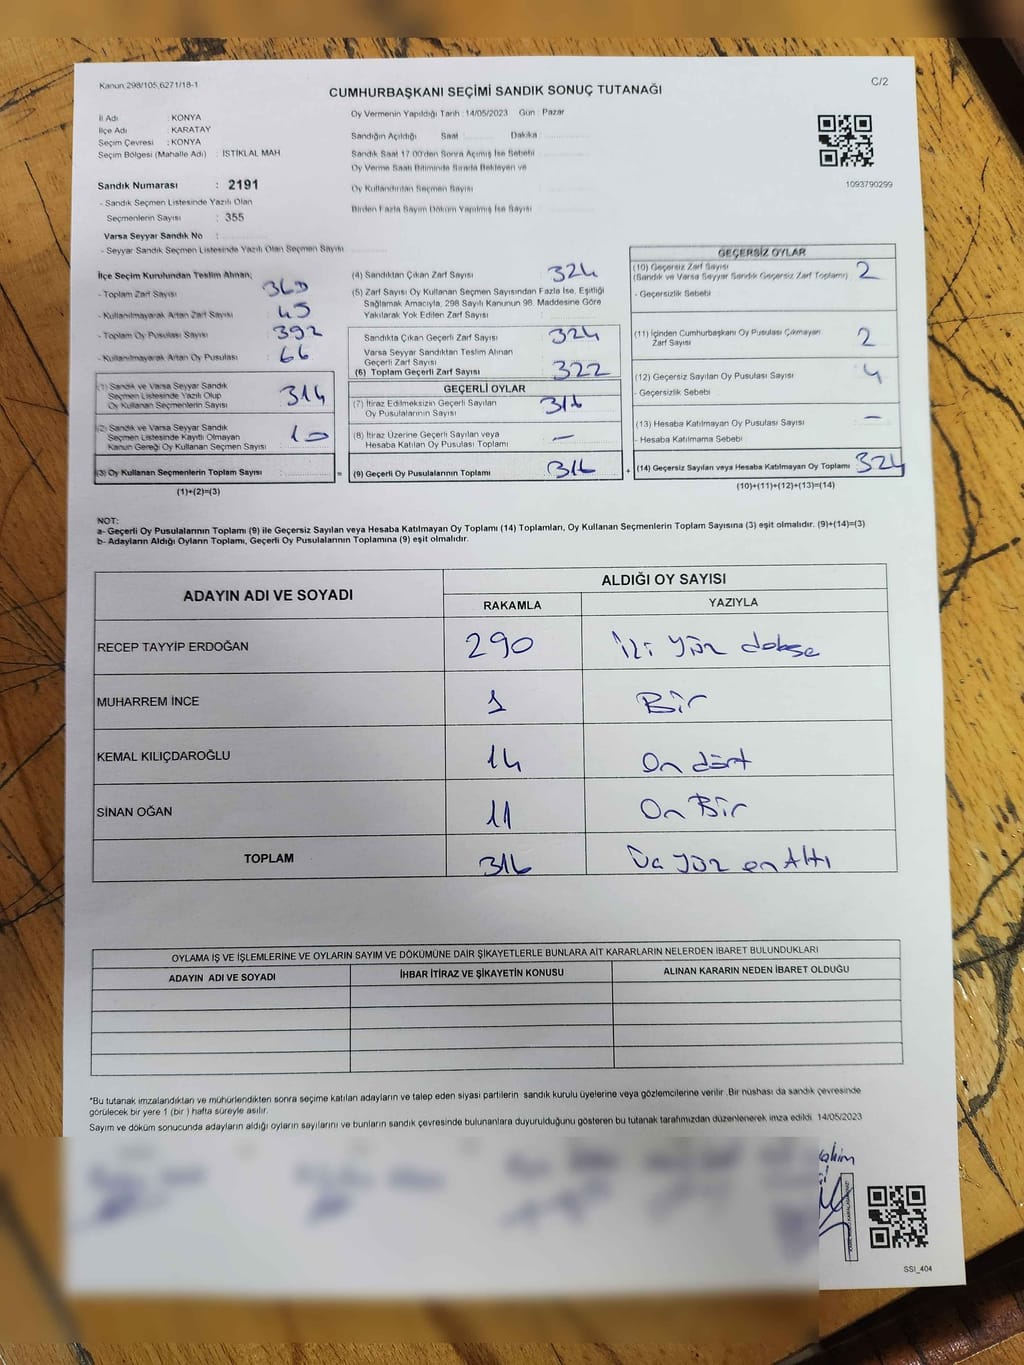 Kanun:298/105,6271/18-1
C/2
CUMHURBAŞKANI SEÇİMİ SANDIK SONUÇ TUTANAĞI
İl Adı : KONYA
İlçe Adı : KARATAY
Seçim Çevresi : KONYA
Seçim Bölgesi (Mahalle Adı) : İSTİKLAL MAH
Sandık Numarası : 2191
- Sandık Seçmen Listesinde Yazılı Olan
Seçmenlerin Sayısı : 355
Varsa Seyyar Sandık No :
- Seyyar Sandık Seçmen Listesinde Yazılı Olan Seçmen Sayısı
Oy Vermenin Yapıldığı Tarih :14/05/2023 Gün : Pazar
Sandığın Açıldığı Saat Dakika
Sandık Saat 17:00'den Sonra Açımış İse Sebebi
Oy Verme Saati Bitiminde Sırada Bekleyen ve
Oy Kullandırılan Seçmen Sayısı
Birden Fazla Sayım Döküm Yapılmış İse Sayısı
1093790299
İlçe Seçim Kurulundan Teslim Alınan;
- Toplam Zarf Sayısı : 360
- Kullanılmayarak Artan Zarf Sayısı : 45
- Toplam Oy Pusulası Sayısı : 392
- Kullanılmayarak Artan Oy Pusulası : 66
(1) Sandık ve Varsa Seyyar Sandık
Seçmen Listesinde Yazılı Olup
Oy Kullanan Seçmenlerin Sayısı : 314
(2) Sandık ve Varsa Seyyar Sandık
Seçmen Listesinde Kayıtlı Olmayan
Kanun Gereği Oy Kullanan Seçmen Sayısı : 10
(3) Oy Kullanan Seçmenlerin Toplam Sayısı : =
(1)+(2)=(3)
(4) Sandıktan Çıkan Zarf Sayısı : 324
(5) Zarf Sayısı Oy Kullanan Seçmen Sayısından Fazla İse, Eşitliği
Sağlamak Amacıyla, 298 Sayılı Kanunun 98. Maddesine Göre
Yakılarak Yok Edilen Zarf Sayısı :
Sandıkta Çıkan Geçerli Zarf Sayısı : 324
Varsa Seyyar Sandıktan Teslim Alınan
Geçerli Zarf Sayısı
(6) Toplam Geçerli Zarf Sayısı : 322
GEÇERLİ OYLAR
(7) İtiraz Edilmeksizin Geçerli Sayılan
Oy Pusulalarının Sayısı : 316
(8) İtiraz Üzerine Geçerli Sayılan veya
Hesaba Katılan Oy Pusulası Toplamı : —
(9) Geçerli Oy Pusulalarının Toplamı : 316 +
GEÇERSİZ OYLAR
(10) Geçersiz Zarf Sayısı
(Sandık ve Varsa Seyyar Sandık Geçersiz Zarf Toplamı) : 2
- Geçersizlik Sebebi :
(11) İçinden Cumhurbaşkanı Oy Pusulası Çıkmayan
Zarf Sayısı : 2
(12) Geçersiz Sayılan Oy Pusulası Sayısı : 4
- Geçersizlik Sebebi :
(13) Hesaba Katılmayan Oy Pusulası Sayısı : —
- Hesaba Katılmama Sebebi :
(14) Geçersiz Sayılan veya Hesaba Katılmayan Oy Toplamı : 324
(10)+(11)+(12)+(13)=(14)
NOT:
a- Geçerli Oy Pusulalarının Toplamı (9) ile Geçersiz Sayılan veya Hesaba Katılmayan Oy Toplamı (14) Toplamları, Oy Kullanan Seçmenlerin Toplam Sayısına (3) eşit olmalıdır. (9)+(14)=(3)
b- Adayların Aldığı Oyların Toplamı, Geçerli Oy Pusulalarının Toplamına (9) eşit olmalıdır.
ADAYIN ADI VE SOYADI
ALDIĞI OY SAYISI
RAKAMLA YAZIYLA
RECEP TAYYİP ERDOĞAN 290 İki yüz dokse
MUHARREM İNCE 1 Bir
KEMAL KILIÇDAROĞLU 14 On dört
SİNAN OĞAN 11 On Bir
TOPLAM 316 Üç yüz on Altı
OYLAMA İŞ VE İŞLEMLERİNE VE OYLARIN SAYIM VE DÖKÜMÜNE DAİR ŞİKAYETLERLE BUNLARA AİT KARARLARIN NELERDEN İBARET BULUNDUKLARI
ADAYIN ADI VE SOYADI İHBAR İTİRAZ VE ŞİKAYETİN KONUSU ALINAN KARARIN NEDEN İBARET OLDUĞU
*Bu tutanak imzalandıktan ve mühürlendikten sonra seçime katılan adayların ve talep eden siyasi partilerin sandık kurulu üyelerine veya gözlemcilerine verilir .Bir nüshası da sandık çevresinde
görülecek bir yere 1 (bir ) hafta süreyle asılır.
Sayım ve döküm sonucunda adayların aldığı oyların sayılarını ve bunların sandık çevresinde bulunanlara duyurulduğunu gösteren bu tutanak tarafımızdan düzenlenerek imza edildi. 14/05/2023
SSI_404